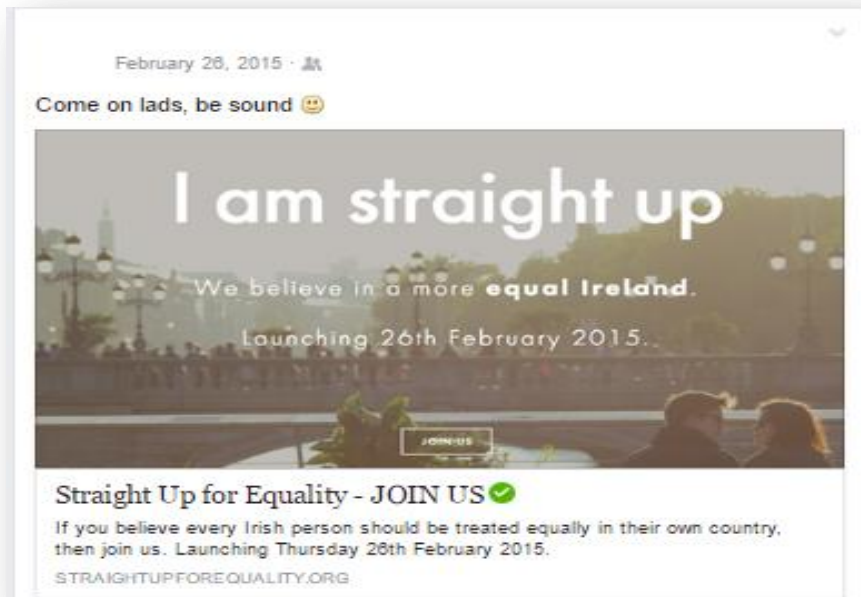 February 26, 2015 ·
Come on lads, be sound
I am straight up
We believe in a more equal Ireland.
Launching 26th February 2015.
JOIN US
Straight Up for Equality - JOIN US
If you believe every Irish person should be treated equally in their own country,
then join us. Launching Thursday 26th February 2015.
STRAIGHTUPFOREQUALITY.ORG